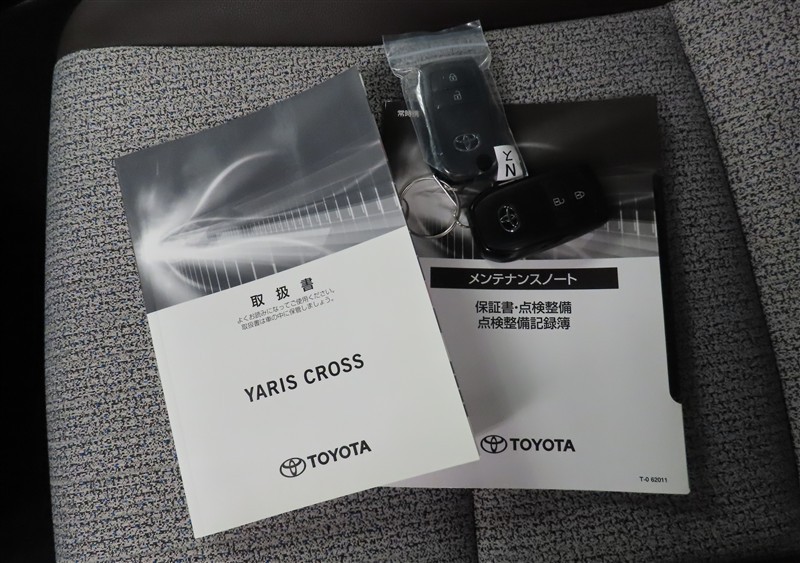 取扱書
よくお読みになってご使用ください。
取扱書は車の中に保管しましょう。
YARIS CROSS
TOYOTA
常時携
N
メンテナンスノート
保証書・点検整備
点検整備記録簿
TOYOTA
T-0 62011